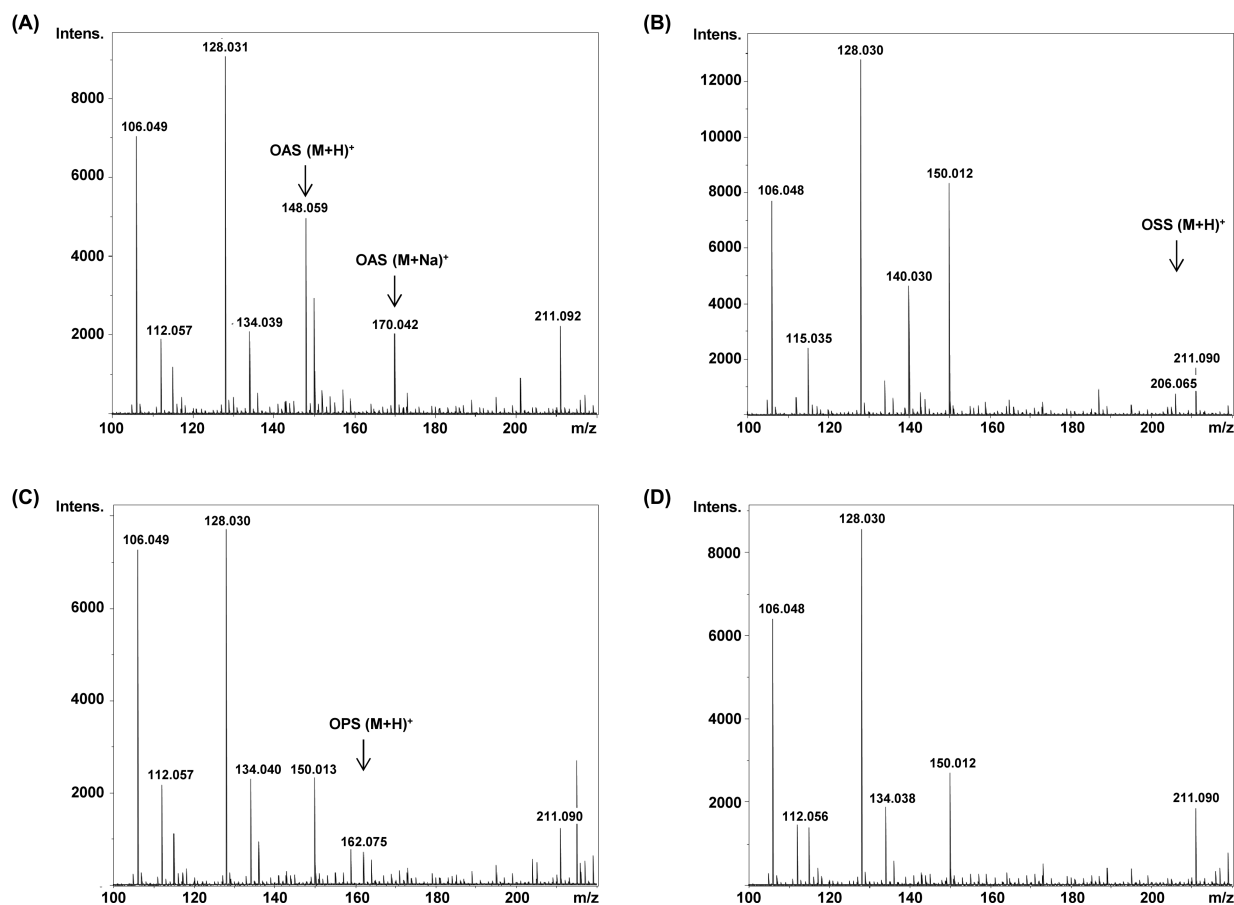 (A)
Intens.
128.031
8000
106.049
OAS (M+H)⁺
6000
148.059
4000
OAS (M+Na)⁺
112.057
134.039
170.042
211.092
2000
100 120 140 160 180 200 m/z
(B)
Intens.
128.030
12000
10000
150.012
106.048
8000
OSS (M+H)⁺
6000
140.030
4000
115.035
2000
211.090
206.065
100 120 140 160 180 200 m/z
(C)
Intens.
128.030
106.049
6000
4000
OPS (M+H)⁺
112.057
134.040
150.013
2000
162.075
211.090
100 120 140 160 180 200 m/z
(D)
Intens.
128.030
8000
106.048
6000
4000
150.012
134.038
112.056
211.090
2000
100 120 140 160 180 200 m/z